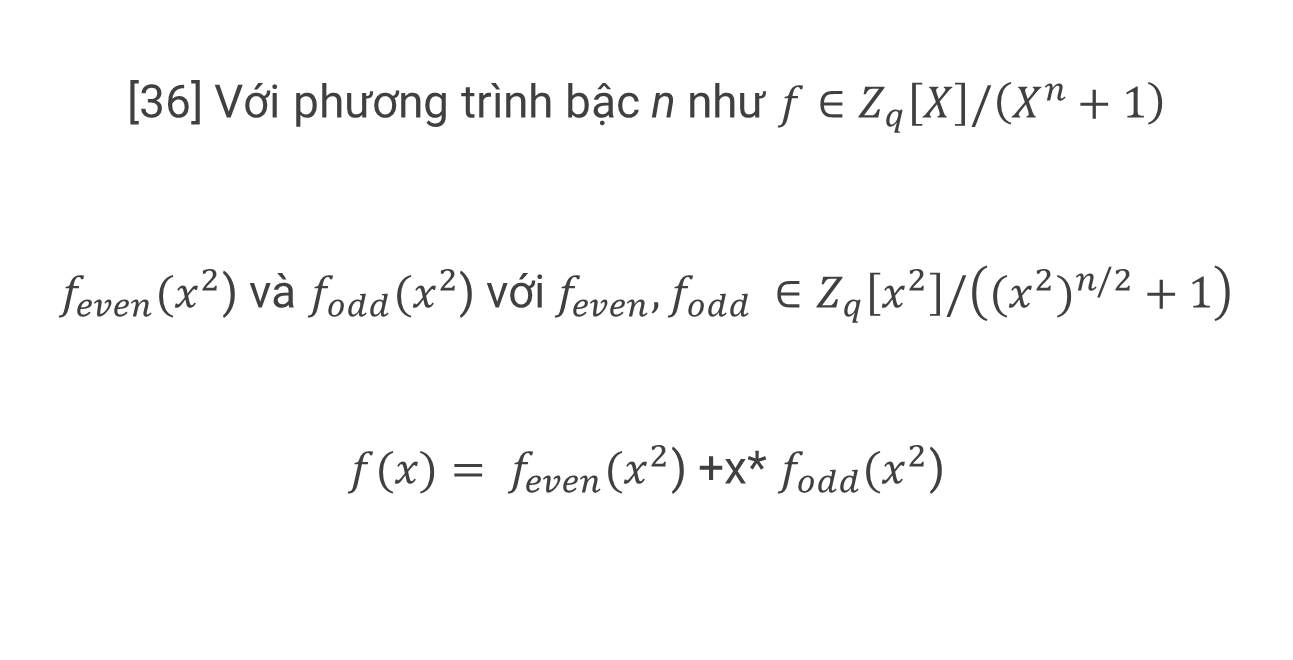 [36] Với phương trình bậc n như f ∈ Z_q[X]/(X^n + 1)
f_even(x^2) và f_odd(x^2) với f_even, f_odd ∈ Z_q[x^2]/((x^2)^{n/2} + 1)
f(x) = f_even(x^2) +x* f_odd(x^2)